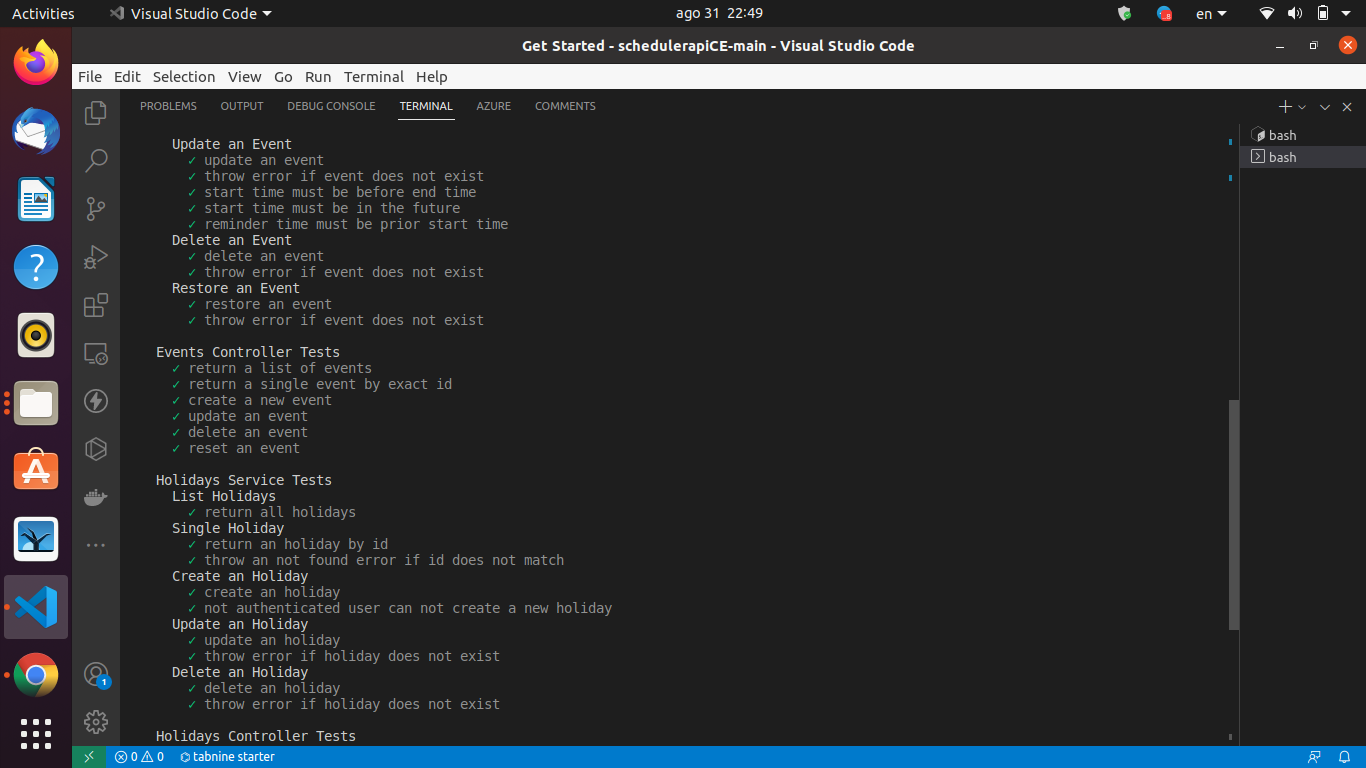 Activities Visual Studio Code ago 31 22:49 8 en
Get Started - schedulerapiCE-main - Visual Studio Code
File Edit Selection View Go Run Terminal Help
PROBLEMS OUTPUT DEBUG CONSOLE TERMINAL AZURE COMMENTS
bash
bash
Update an Event
✓ update an event
✓ throw error if event does not exist
✓ start time must be before end time
✓ start time must be in the future
✓ reminder time must be prior start time
Delete an Event
✓ delete an event
✓ throw error if event does not exist
Restore an Event
✓ restore an event
✓ throw error if event does not exist
Events Controller Tests
✓ return a list of events
✓ return a single event by exact id
✓ create a new event
✓ update an event
✓ delete an event
✓ reset an event
Holidays Service Tests
List Holidays
✓ return all holidays
Single Holiday
✓ return an holiday by id
✓ throw an not found error if id does not match
Create an Holiday
✓ create an holiday
✓ not authenticated user can not create a new holiday
Update an Holiday
✓ update an holiday
✓ throw error if holiday does not exist
Delete an Holiday
✓ delete an holiday
✓ throw error if holiday does not exist
Holidays Controller Tests
1
0 0 tabnine starter